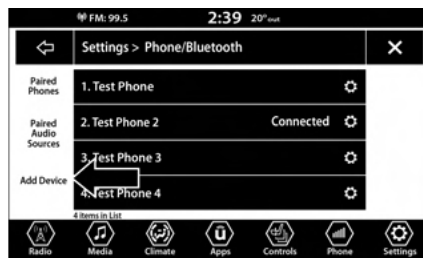 FM: 99.5 2:39 20° out
Settings > Phone/Bluetooth
Paired
Phones
1. Test Phone
Paired
Audio
Sources
2. Test Phone 2 Connected
3. Test Phone 3
Add Device
4. Test Phone 4
4 items in List
Radio Media Climate Apps Controls Phone Settings